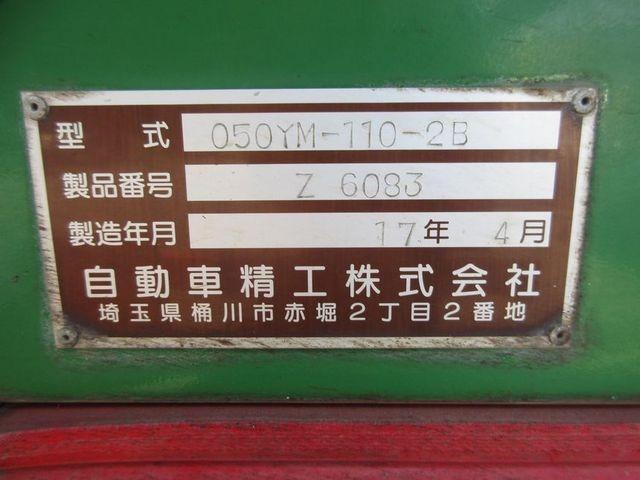 型式 050YM-110-2B
製品番号 Z 6083
製造年月 17年 4月
自動車精工株式会社
埼玉県桶川市赤堀2丁目2番地